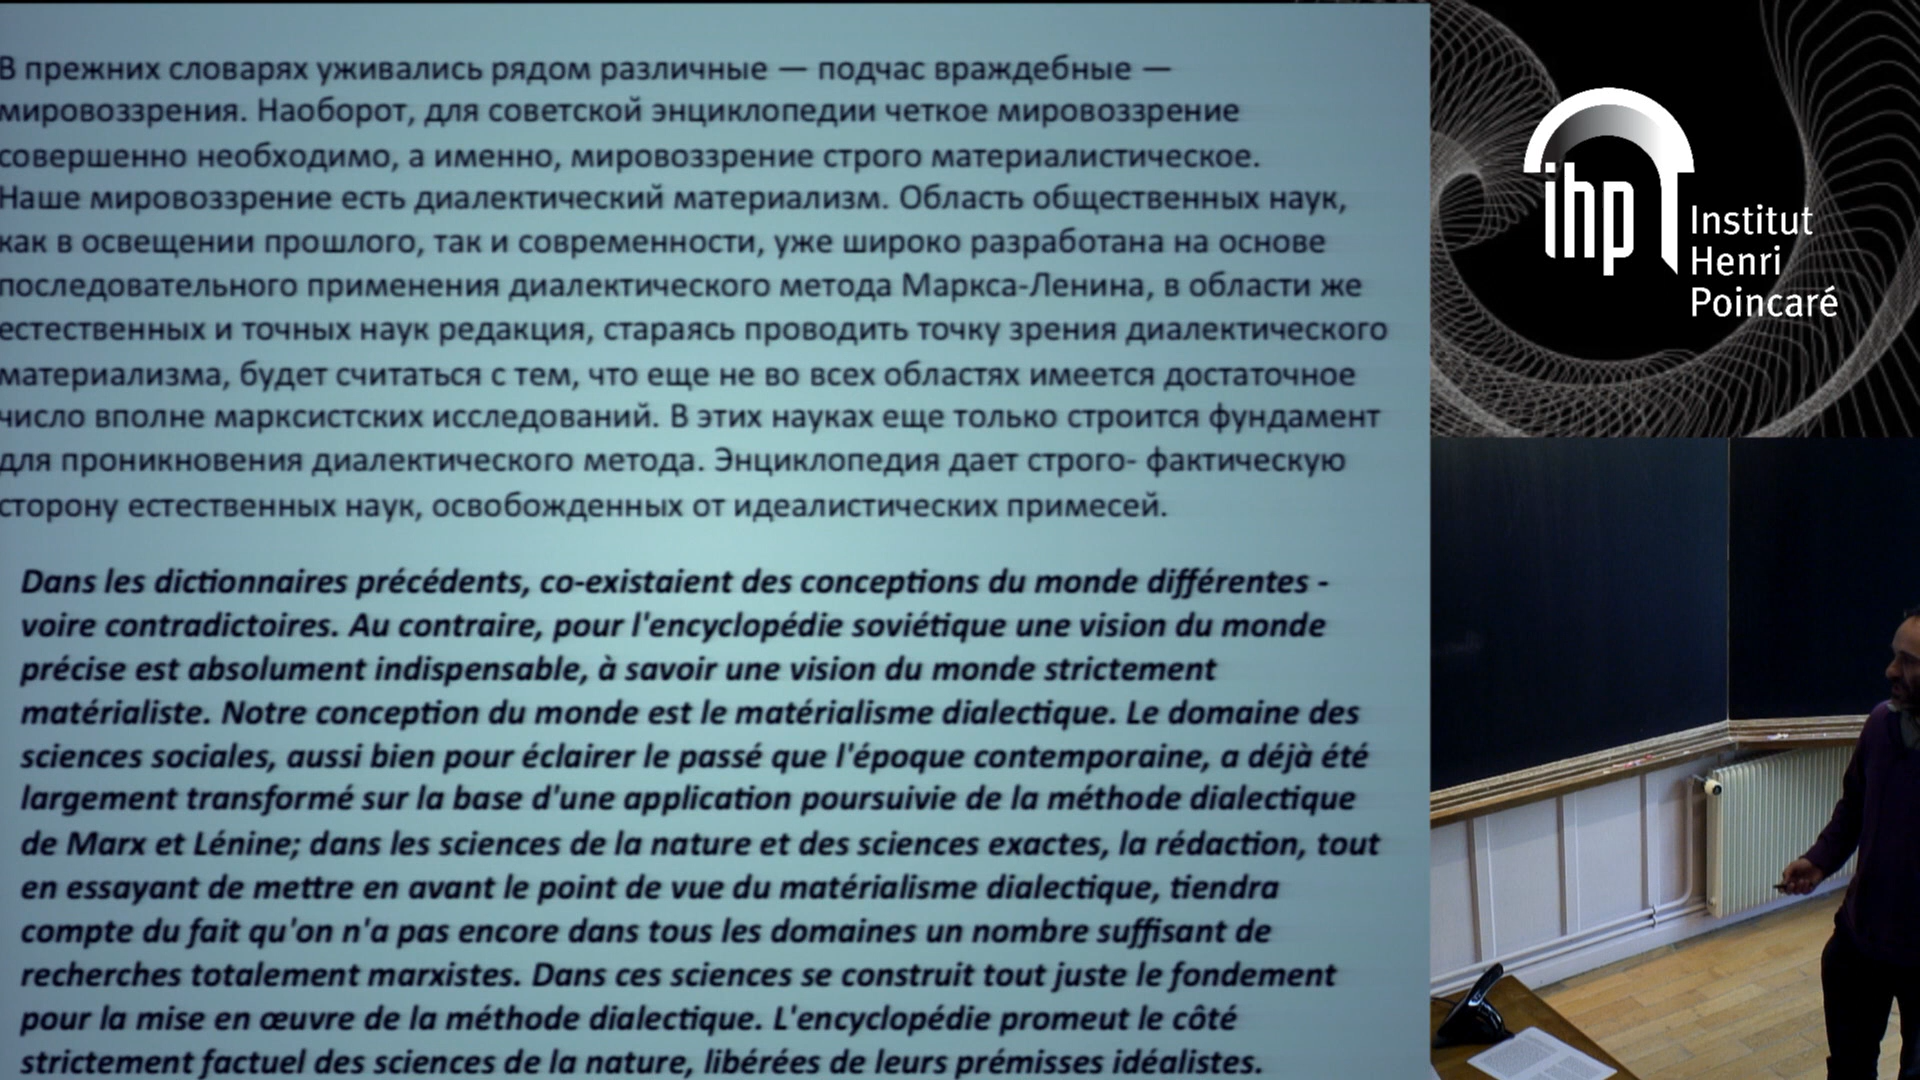 В прежних словарях уживались рядом различные — подчас враждебные —
мировоззрения. Наоборот, для советской энциклопедии четкое мировоззрение
совершенно необходимо, а именно, мировоззрение строго материалистическое.
Наше мировоззрение есть диалектический материализм. Область общественных наук,
как в освещении прошлого, так и современности, уже широко разработана на основе
последовательного применения диалектического метода Маркса-Ленина, в области же
естественных и точных наук редакция, стараясь проводить точку зрения диалектического
материализма, будет считаться с тем, что еще не во всех областях имеется достаточное
число вполне марксистских исследований. В этих науках еще только строится фундамент
для проникновения диалектического метода. Энциклопедия дает строго- фактическую
сторону естественных наук, освобожденных от идеалистических примесей.
Dans les dictionnaires précédents, co-existaient des conceptions du monde différentes -
voire contradictoires. Au contraire, pour l'encyclopédie soviétique une vision du monde
précise est absolument indispensable, à savoir une vision du monde strictement
matérialiste. Notre conception du monde est le matérialisme dialectique. Le domaine des
sciences sociales, aussi bien pour éclairer le passé que l'époque contemporaine, a déjà été
largement transformé sur la base d'une application poursuivie de la méthode dialectique
de Marx et Lénine; dans les sciences de la nature et des sciences exactes, la rédaction, tout
en essayant de mettre en avant le point de vue du matérialisme dialectique, tiendra
compte du fait qu'on n'a pas encore dans tous les domaines un nombre suffisant de
recherches totalement marxistes. Dans ces sciences se construit tout juste le fondement
pour la mise en œuvre de la méthode dialectique. L'encyclopédie promeut le côté
strictement factuel des sciences de la nature, libérées de leurs prémisses idéalistes.
ihp
Institut
Henri
Poincaré